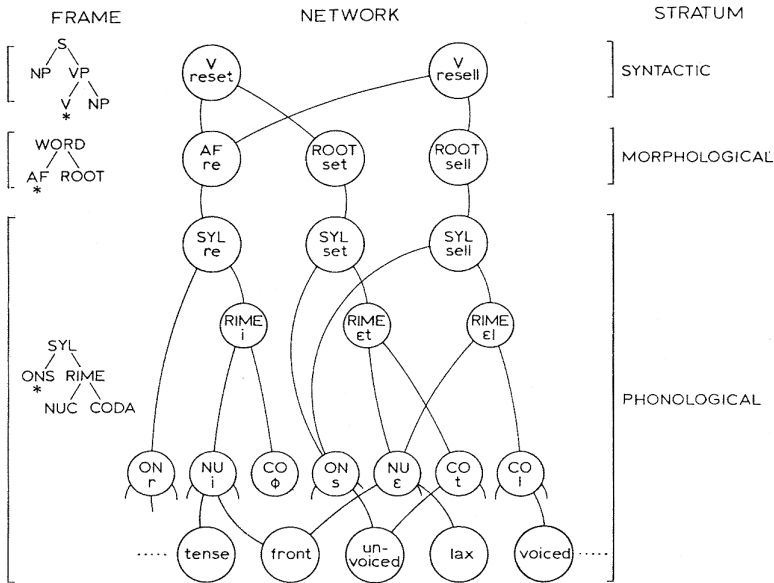 FRAME NETWORK STRATUM
S
NP VP
V NP
*
V
reset
V
resell
SYNTACTIC
WORD
AF ROOT
*
AF
re
ROOT
set
ROOT
sell
MORPHOLOGICAL
SYL
re
SYL
set
SYL
sell
RIME
i
RIME
εt
RIME
εl
SYL
ONS RIME
*
NUC CODA
PHONOLOGICAL
ON
r
NU
i
CO
ϕ
ON
s
NU
ε
CO
t
CO
l
..... tense front un-
voiced lax voiced .....